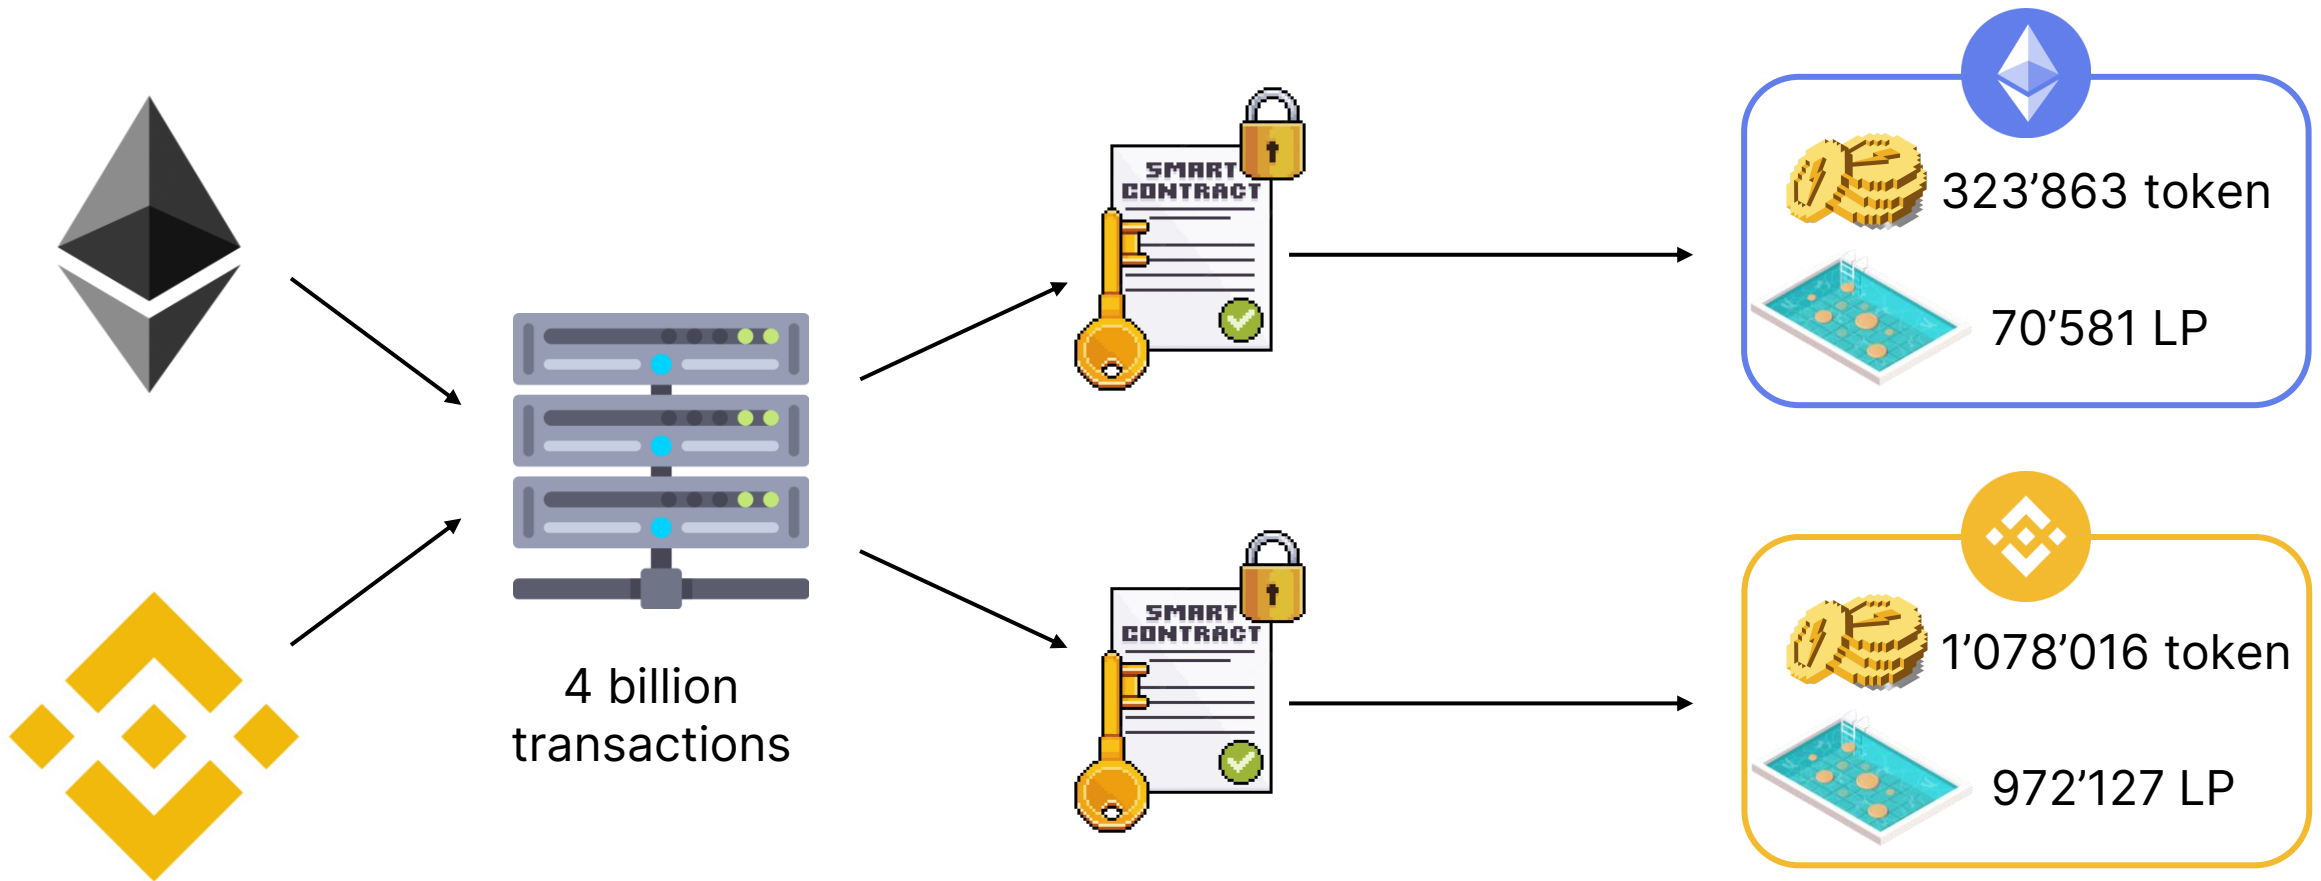 4 billion
transactions
SMART
CONTRACT
323’863 token
70’581 LP
SMART
CONTRACT
1’078’016 token
972’127 LP